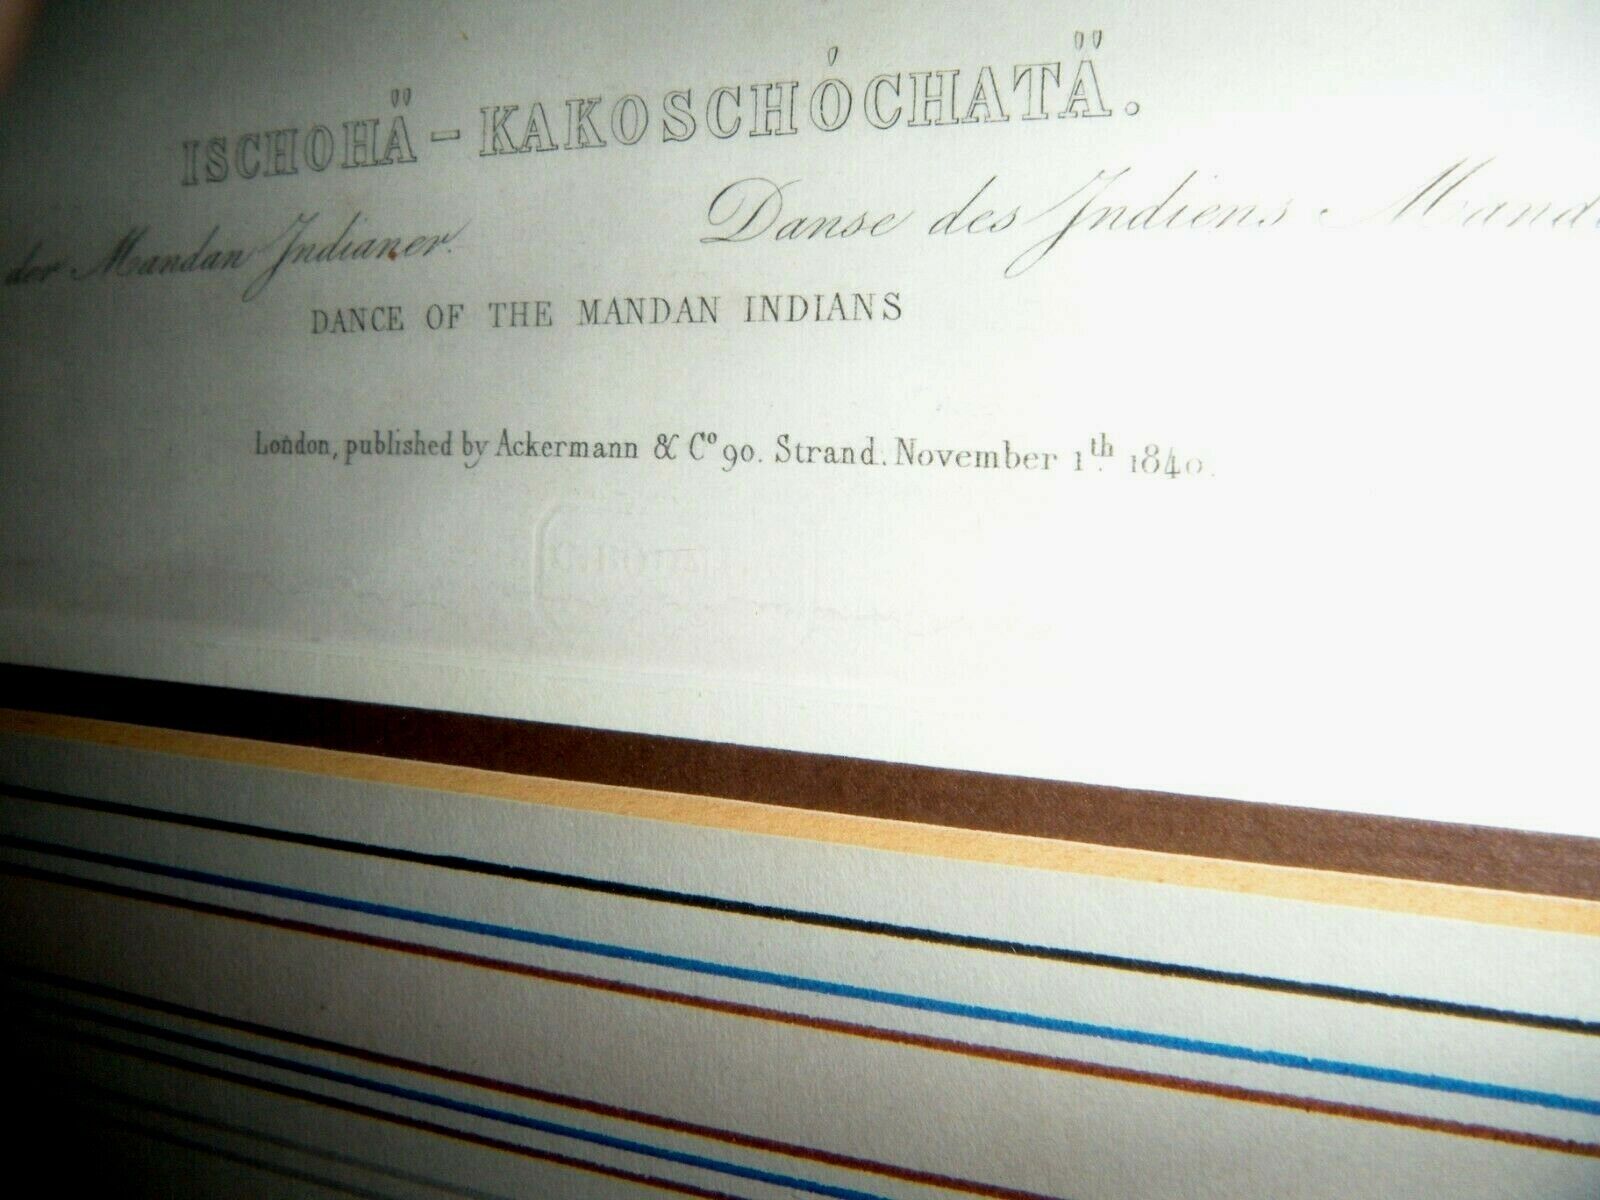 ISCHOHÄ - KAKOSCHÓCHATÄ.
der Mandan Indianer. Danse des Indiens
DANCE OF THE MANDAN INDIANS
London, published by Ackermann & Cº 90. Strand. November 1th 1840.